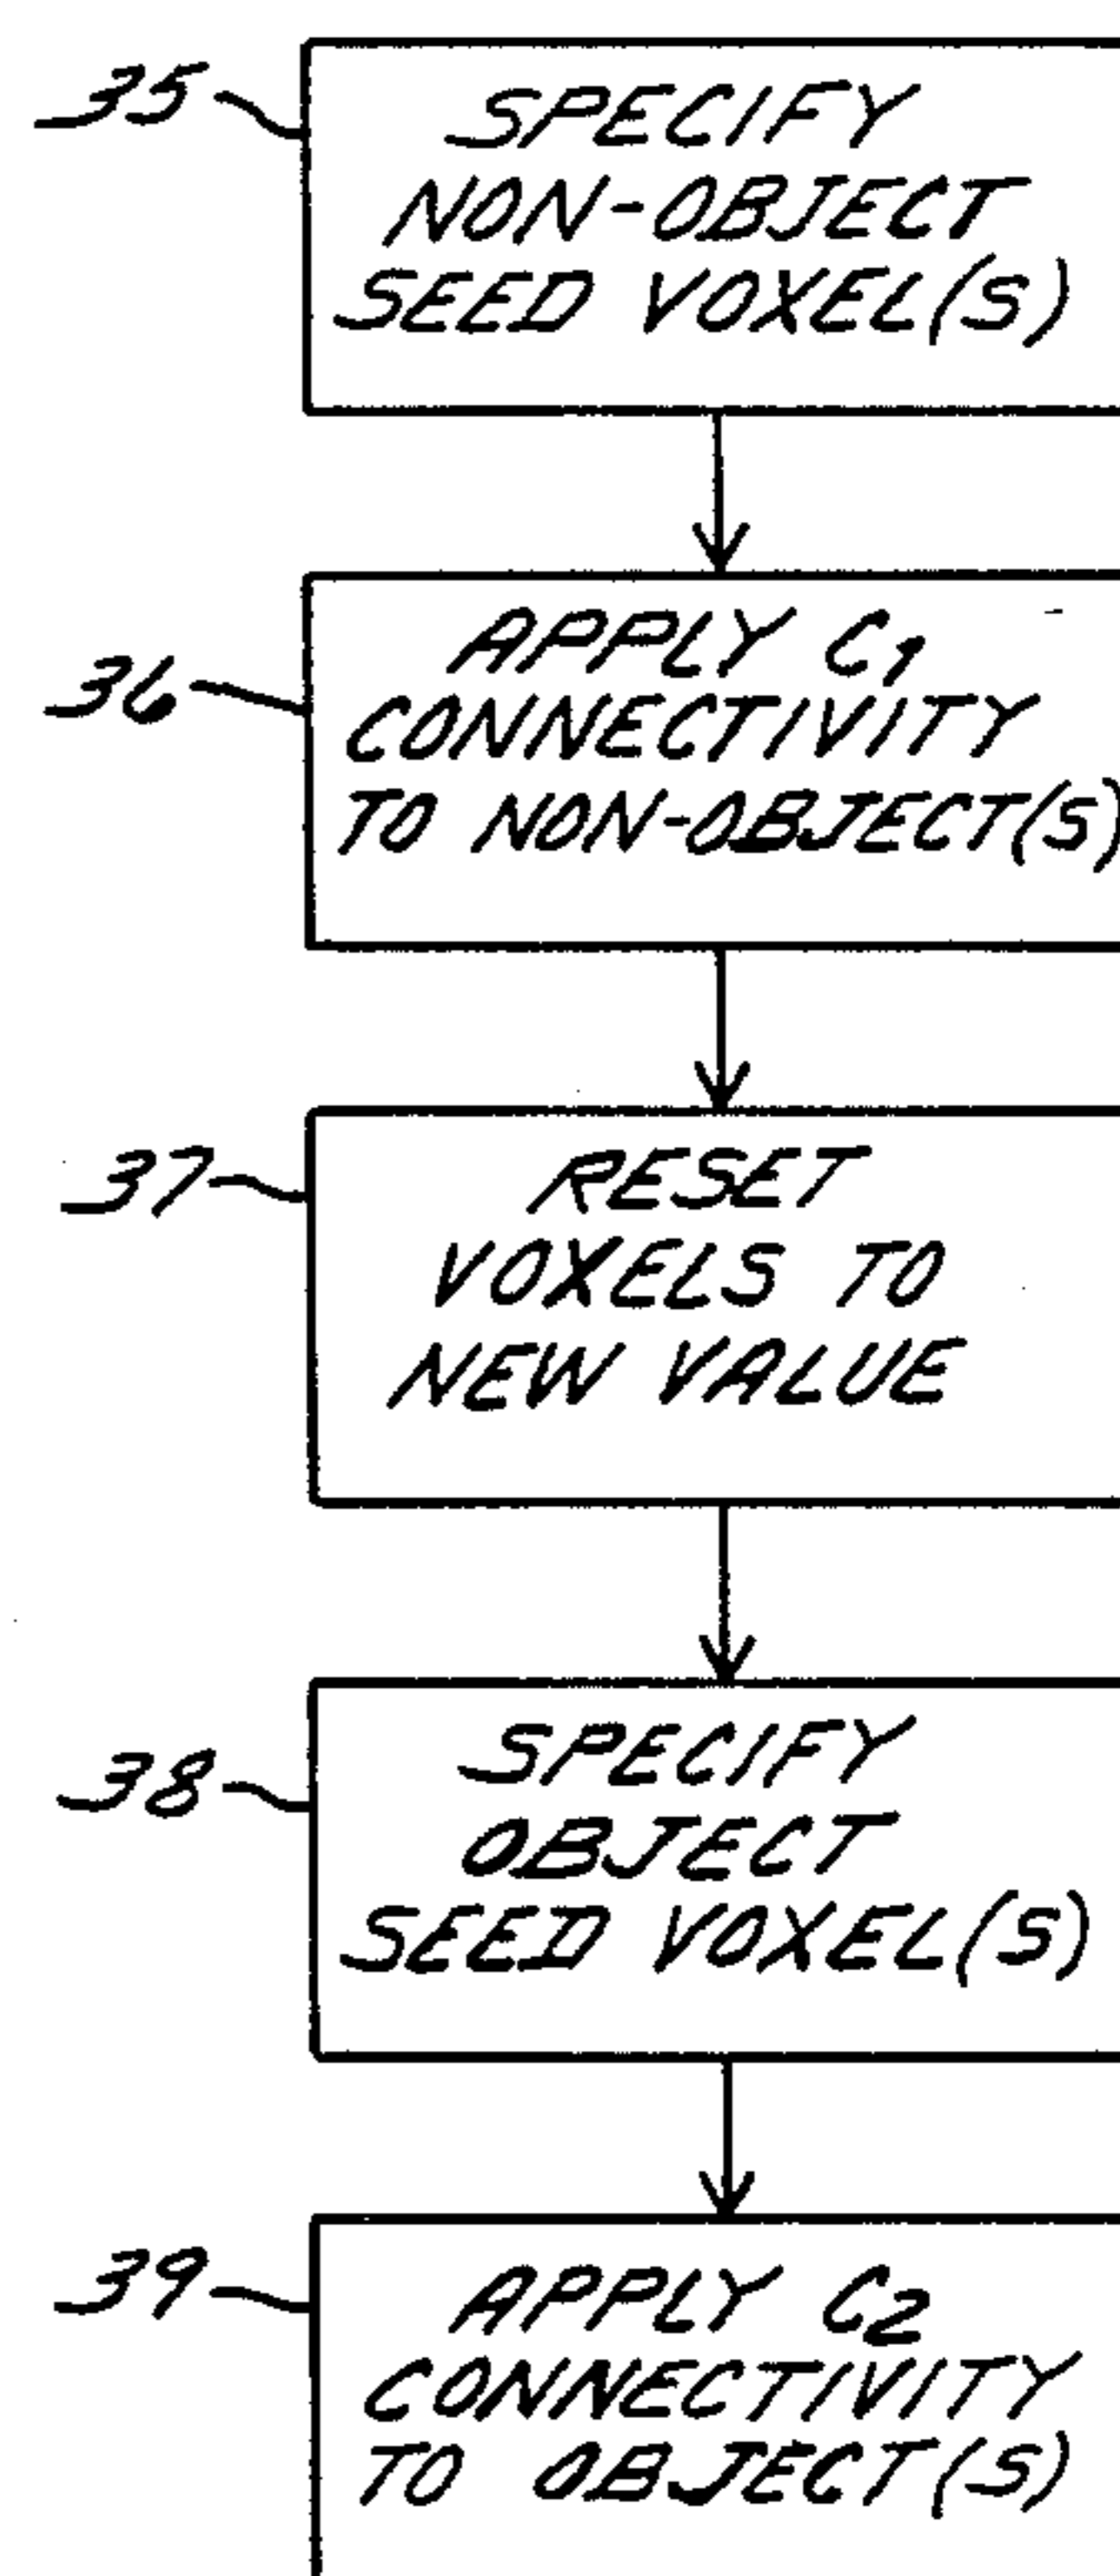 35
SPECIFY
NON-OBJECT
SEED VOXEL(S)
36
APPLY C₁
CONNECTIVITY
TO NON-OBJECT(S)
37
RESET
VOXELS TO
NEW VALUE
38
SPECIFY
OBJECT
SEED VOXEL(S)
39
APPLY C₂
CONNECTIVITY
TO OBJECT(S)